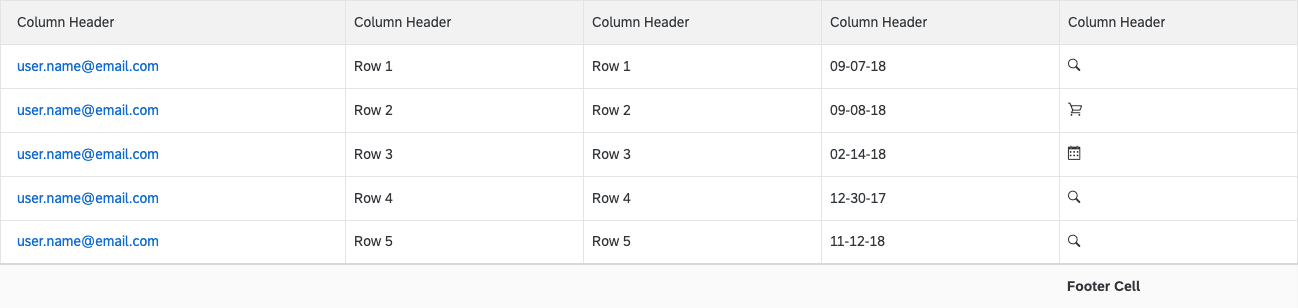 Column Header Column Header Column Header Column Header Column Header
user.name@email.com Row 1 Row 1 09-07-18
user.name@email.com Row 2 Row 2 09-08-18
user.name@email.com Row 3 Row 3 02-14-18
user.name@email.com Row 4 Row 4 12-30-17
user.name@email.com Row 5 Row 5 11-12-18
Footer Cell